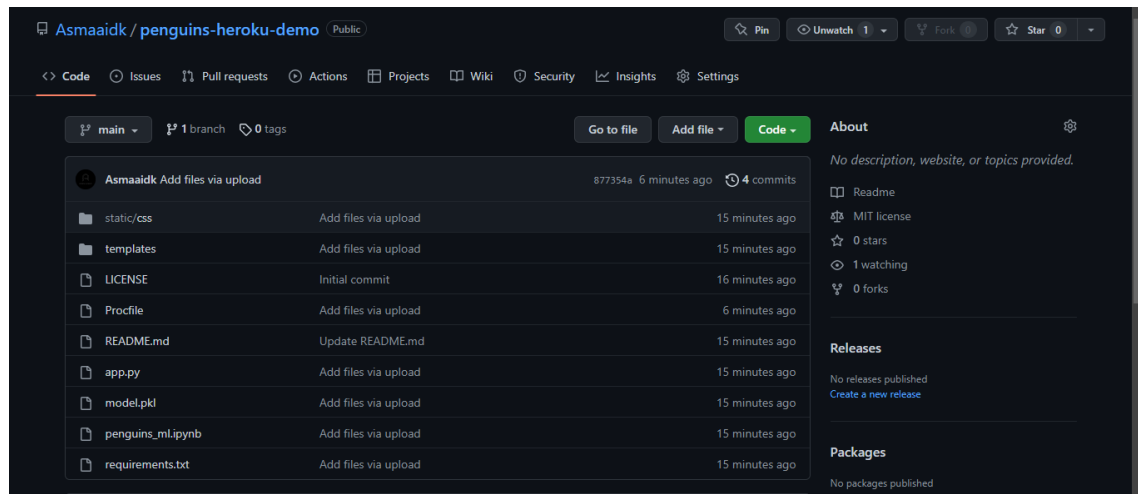 Asmaaidk / penguins-heroku-demo Public Pin Unwatch 1 Fork 0 Star 0
<> Code Issues Pull requests Actions Projects Wiki Security Insights Settings
main 1 branch 0 tags Go to file Add file Code
Asmaaidk Add files via upload 877354a 6 minutes ago 4 commits
static/css Add files via upload 15 minutes ago
templates Add files via upload 15 minutes ago
LICENSE Initial commit 16 minutes ago
Procfile Add files via upload 6 minutes ago
README.md Update README.md 15 minutes ago
app.py Add files via upload 15 minutes ago
model.pkl Add files via upload 15 minutes ago
penguins_ml.ipynb Add files via upload 15 minutes ago
requirements.txt Add files via upload 15 minutes ago
About
No description, website, or topics provided.
Readme
MIT license
0 stars
1 watching
0 forks
Releases
No releases published
Create a new release
Packages
No packages published